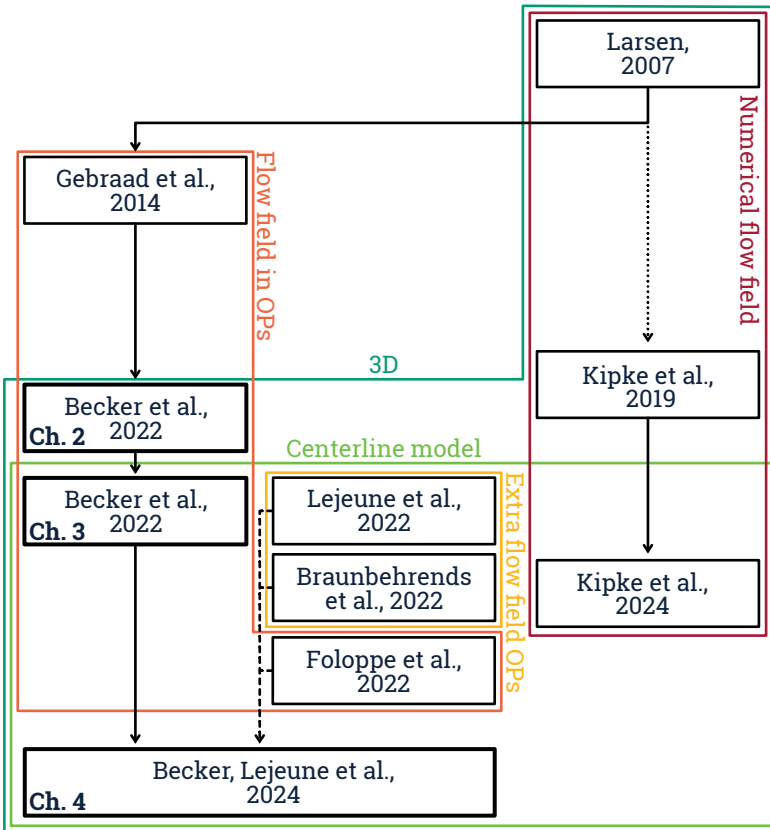 Larsen,
2007
Numerical flow field
Gebraad et al.,
2014
Flow field in OPs
3D
Kipke et al.,
2019
Becker et al.,
2022
Ch. 2
Centerline model
Becker et al.,
2022
Ch. 3
Lejeune et al.,
2022
Extra flow field OPs
Braunbehrends
et al., 2022
Kipke et al.,
2024
Foloppe et al.,
2022
Becker, Lejeune et al.,
2024
Ch. 4